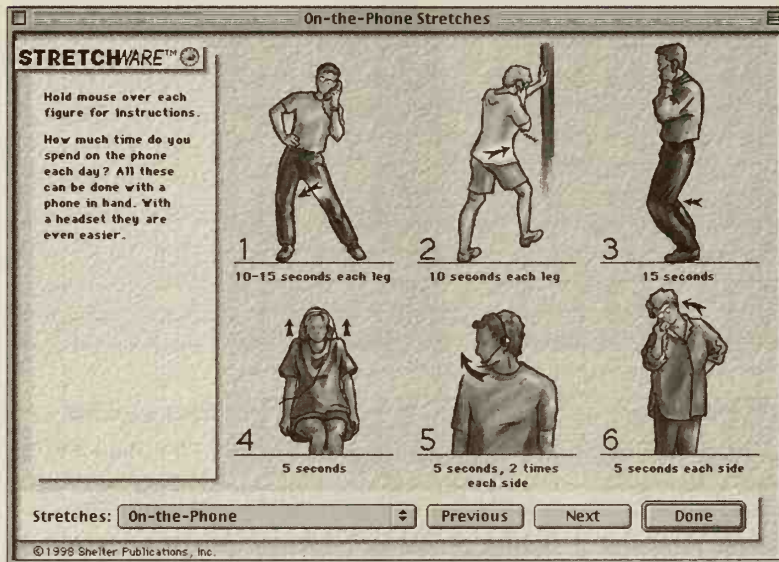 On-the-Phone Stretches
STRETCHWARE™
Hold mouse over each
figure for instructions.
How much time do you
spend on the phone
each day? All these
can be done with a
phone in hand. With
a headset they are
even easier.
1
10-15 seconds each leg
2
10 seconds each leg
3
15 seconds
4
5 seconds
5
5 seconds, 2 times
each side
6
5 seconds each side
Stretches: On-the-Phone Previous Next Done
©1998 Shelter Publications, Inc.